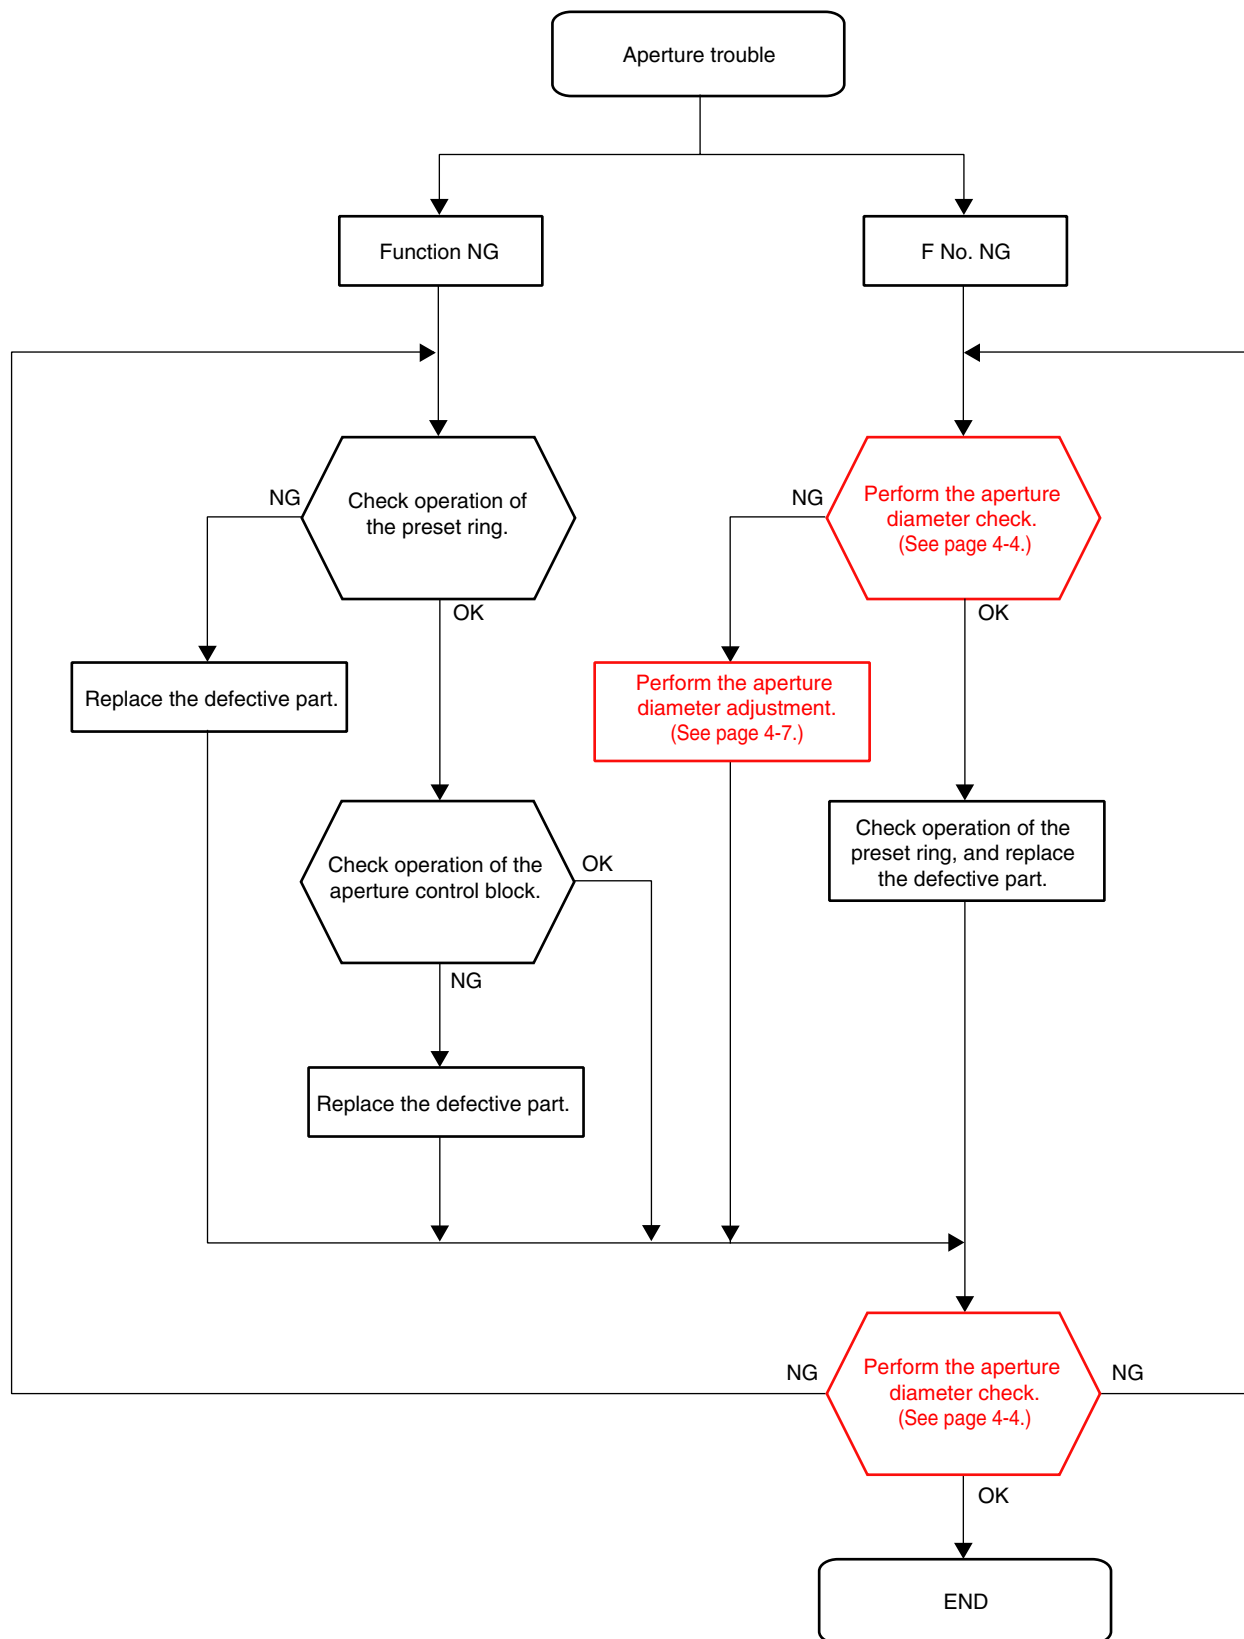 Aperture trouble
Function NG
F No. NG
NG
Check operation of
the preset ring.
OK
NG
Perform the aperture
diameter check.
(See page 4-4.)
OK
Replace the defective part.
Perform the aperture
diameter adjustment.
(See page 4-7.)
Check operation of the
aperture control block.
OK
NG
Check operation of the
preset ring, and replace
the defective part.
Replace the defective part.
NG
Perform the aperture
diameter check.
(See page 4-4.)
NG
OK
END